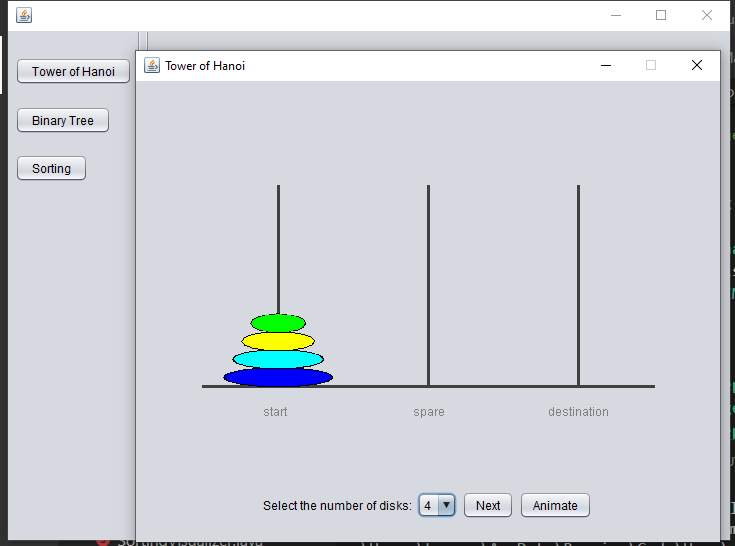 Tower of Hanoi
Tower of Hanoi
Binary Tree
Sorting
start spare destination
Select the number of disks: 4 Next Animate